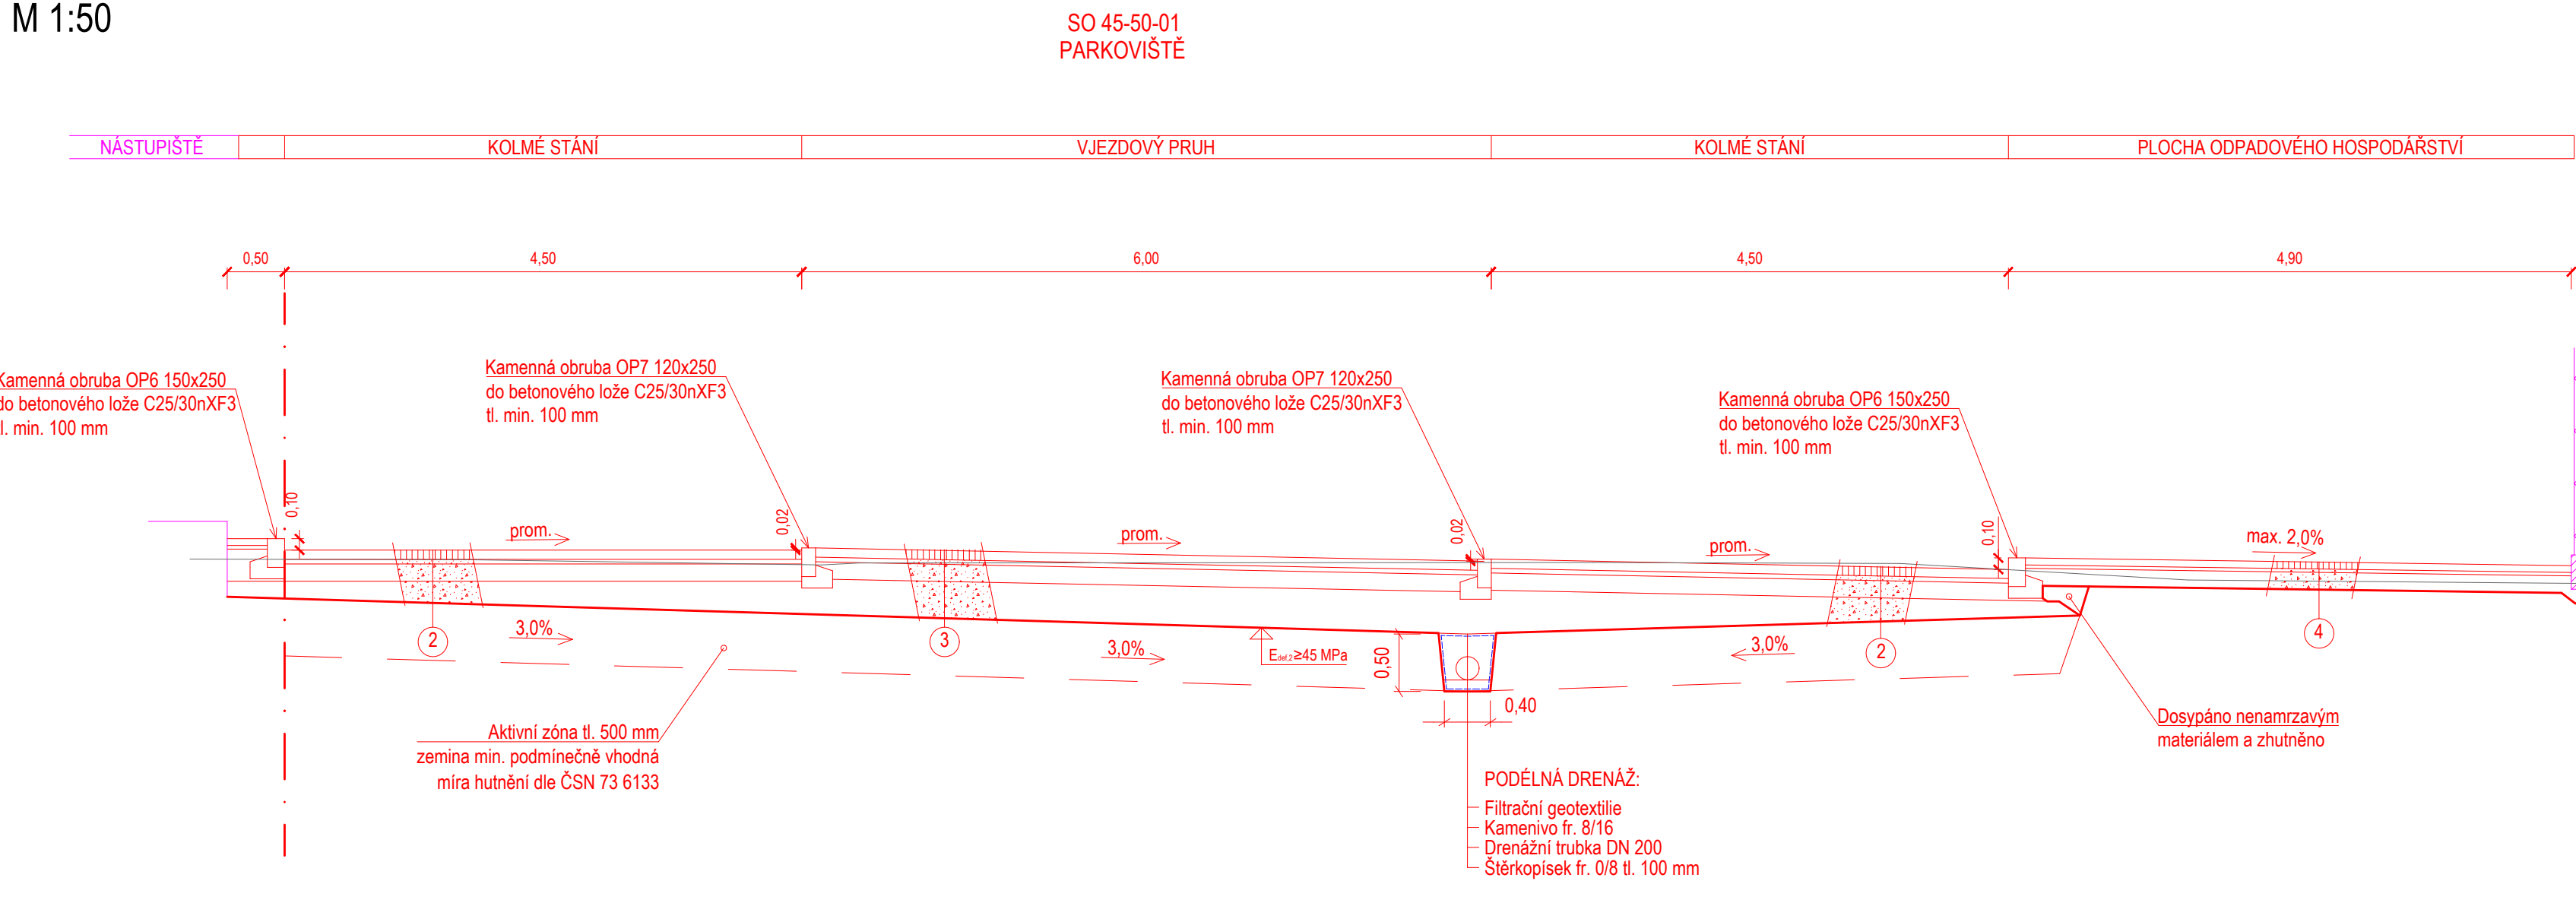 M 1:50
SO 45-50-01
PARKOVIŠTĚ
NÁSTUPIŠTĚ
KOLMÉ STÁNÍ
VJEZDOVÝ PRUH
KOLMÉ STÁNÍ
PLOCHA ODPADOVÉHO HOSPODÁŘSTVÍ
0,50
4,50
6,00
4,50
4,90
Kamenná obruba OP6 150x250
do betonového lože C25/30nXF3
tl. min. 100 mm
Kamenná obruba OP7 120x250
do betonového lože C25/30nXF3
tl. min. 100 mm
Kamenná obruba OP7 120x250
do betonového lože C25/30nXF3
tl. min. 100 mm
Kamenná obruba OP6 150x250
do betonového lože C25/30nXF3
tl. min. 100 mm
0,10
prom.
0,02
prom.
0,02
prom.
0,10
max. 2,0%
2
3,0%
3
3,0%
Edef,2≥45 MPa
0,50
0,40
3,0%
2
4
Aktivní zóna tl. 500 mm
zemina min. podmínečně vhodná
míra hutnění dle ČSN 73 6133
Dosypáno nenamrzavým
materiálem a zhutněno
PODÉLNÁ DRENÁŽ:
Filtrační geotextilie
Kamenivo fr. 8/16
Drenážní trubka DN 200
Štěrkopísek fr. 0/8 tl. 100 mm